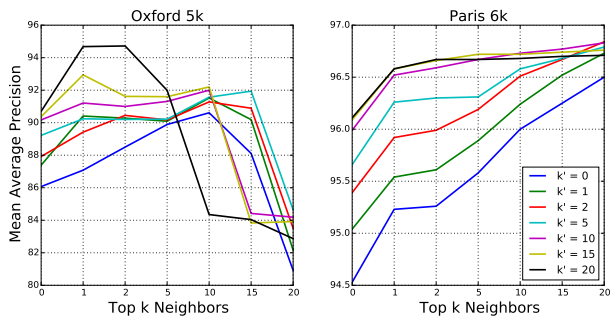 Oxford 5k
Mean Average Precision
96
94
92
90
88
86
84
82
80
0 1 2 5 10 15 20
Top k Neighbors
Paris 6k
97.0
96.5
96.0
95.5
95.0
94.5
0 1 2 5 10 15 20
Top k Neighbors
k' = 0
k' = 1
k' = 2
k' = 5
k' = 10
k' = 15
k' = 20